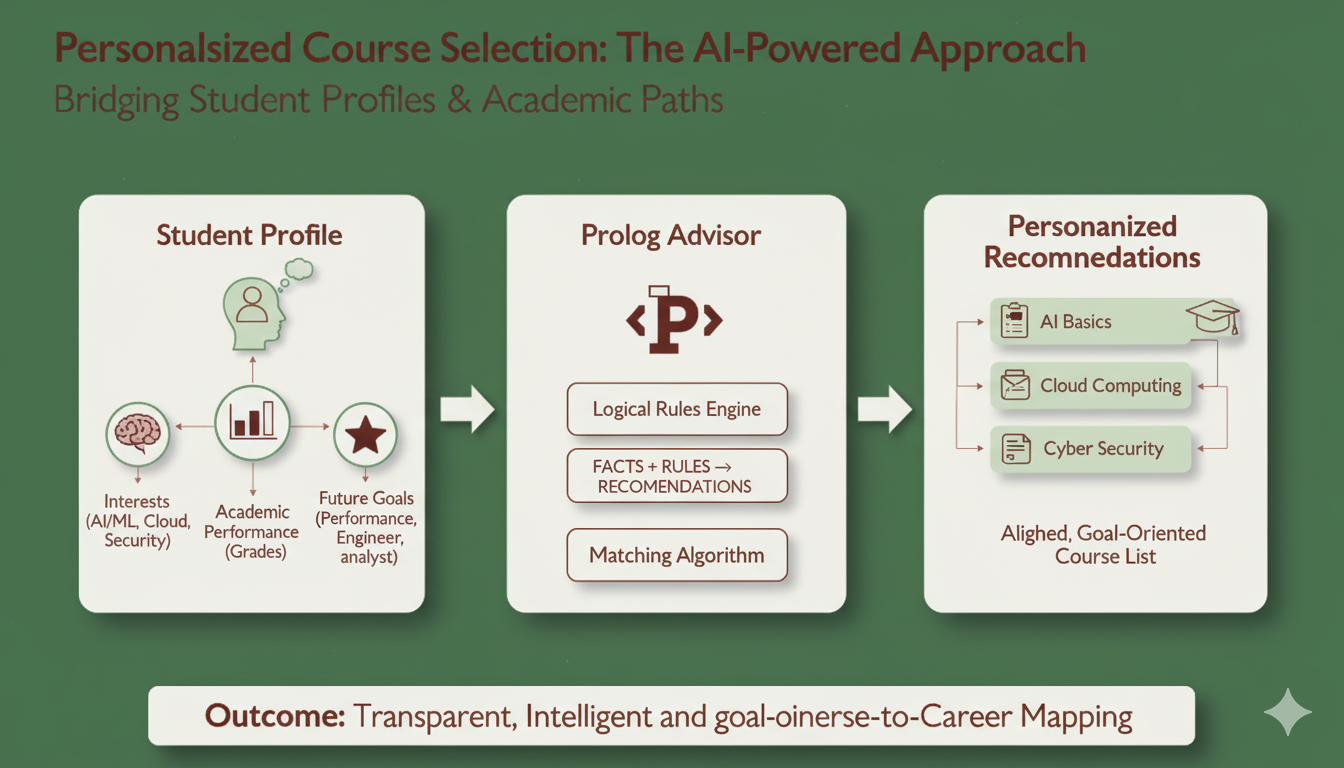 Personalsized Course Selection: The AI-Powered Approach
Bridging Student Profiles & Academic Paths
Student Profile
Interests
(AI/ML, Cloud,
Security)
Academic
Performance
(Grades)
Future Goals
(Performance,
Engineer,
analyst)
Prolog Advisor
<P>
Logical Rules Engine
FACTS + RULES →
RECOMENDATIONS
Matching Algorithm
Personanized
Recomnedations
AI Basics
Cloud Computing
Cyber Security
Alighed, Goal-Oriented
Course List
Outcome: Transparent, Intelligent and goal-oinerse-to-Career Mapping